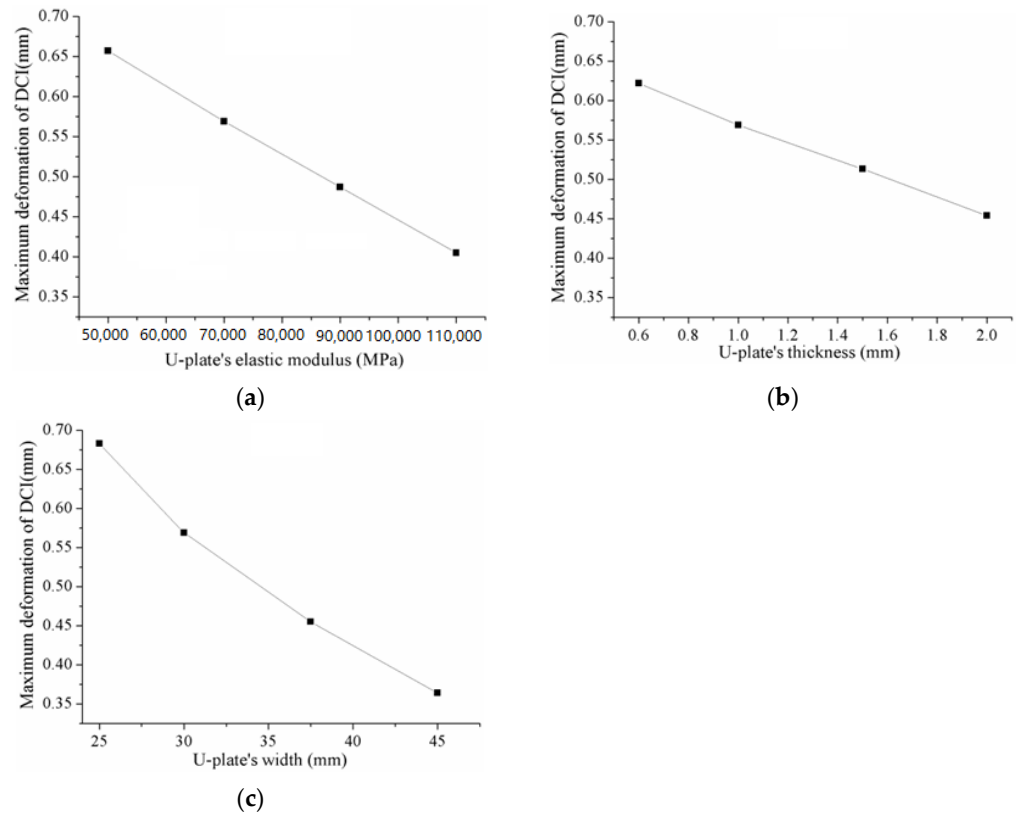 0.70
0.65
0.60
0.55
0.50
0.45
0.40
0.35
Maximum deformation of DCI(mm)
50,000 60,000 70,000 80,000 90,000 100,000 110,000
U-plate's elastic modulus (MPa)
(a)
0.70
0.65
0.60
0.55
0.50
0.45
0.40
0.35
Maximum deformation of DCI(mm)
0.6 0.8 1.0 1.2 1.4 1.6 1.8 2.0
U-plate's thickness (mm)
(b)
0.70
0.65
0.60
0.55
0.50
0.45
0.40
0.35
Maximum deformation of DCI(mm)
25 30 35 40 45
U-plate's width (mm)
(c)